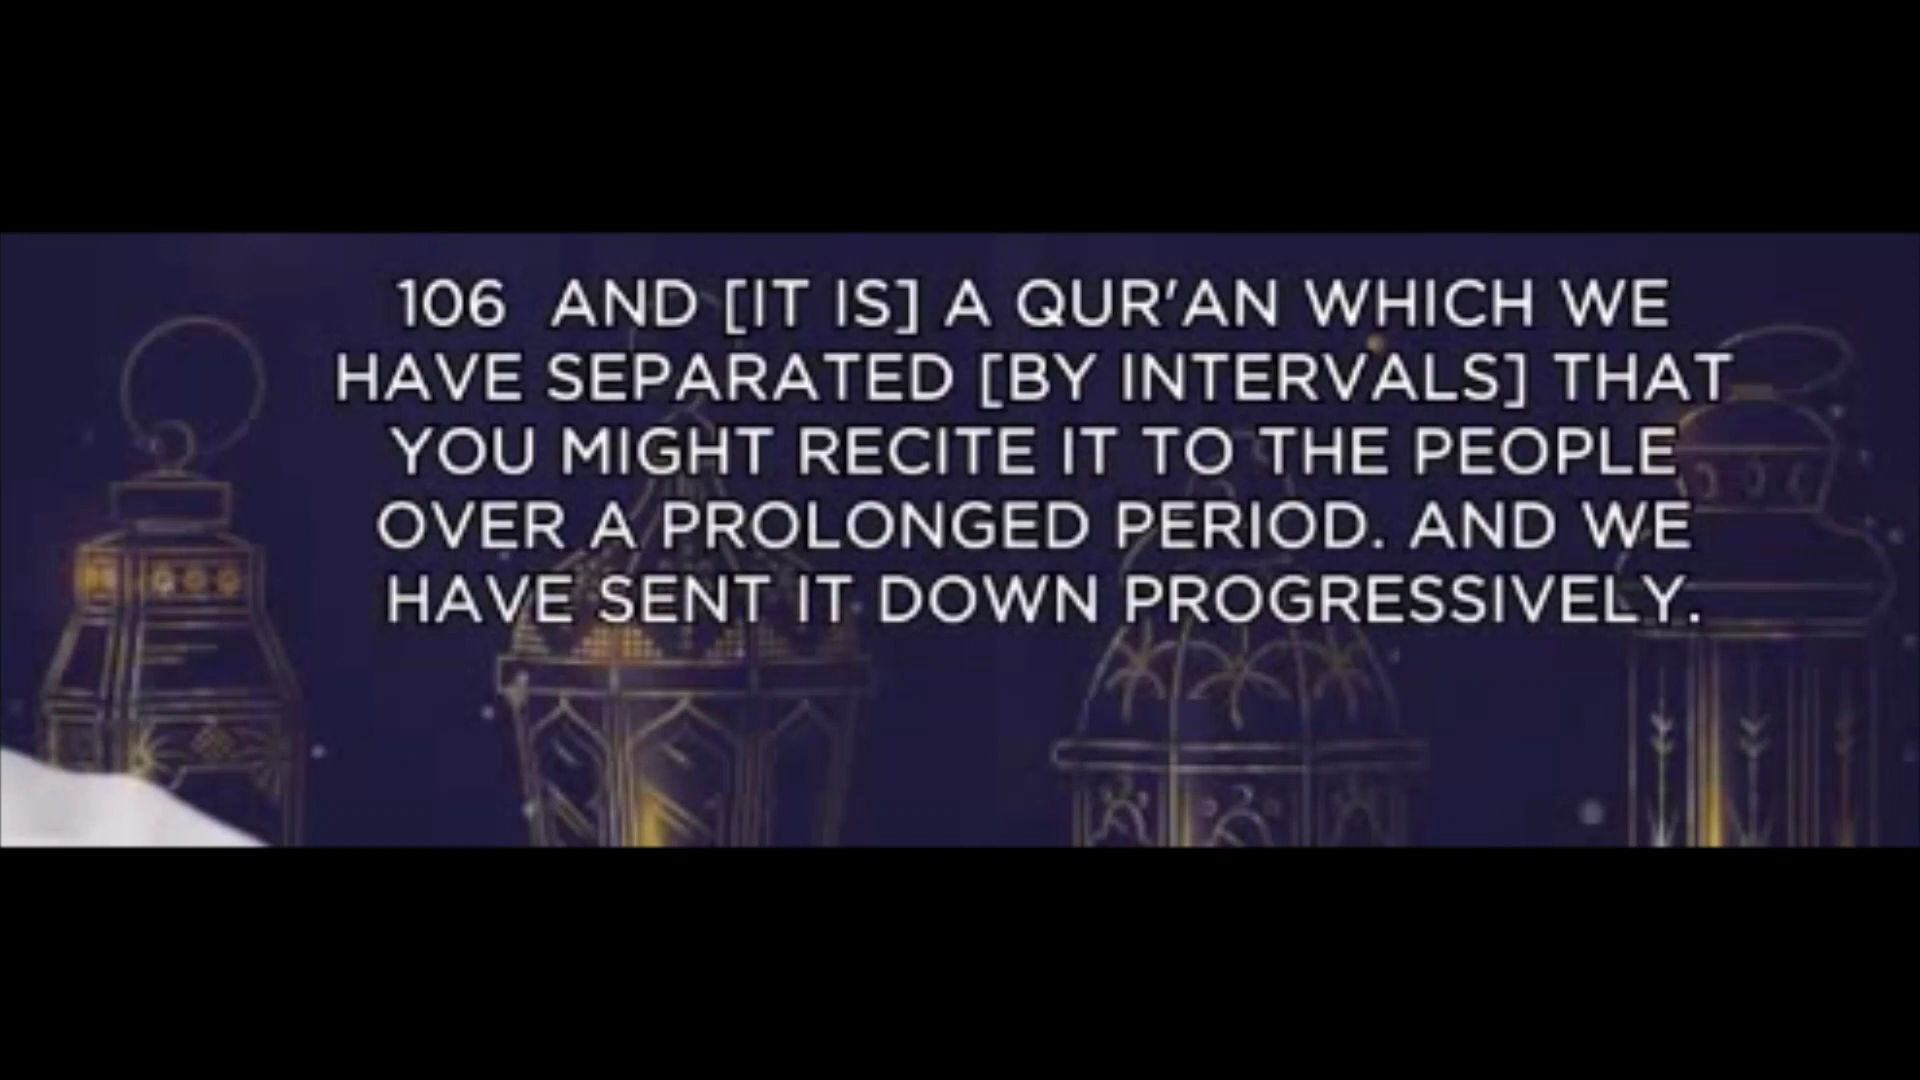 106  AND [IT IS] A QUR'AN WHICH WE
HAVE SEPARATED [BY INTERVALS] THAT
YOU MIGHT RECITE IT TO THE PEOPLE
OVER A PROLONGED PERIOD. AND WE
HAVE SENT IT DOWN PROGRESSIVELY.